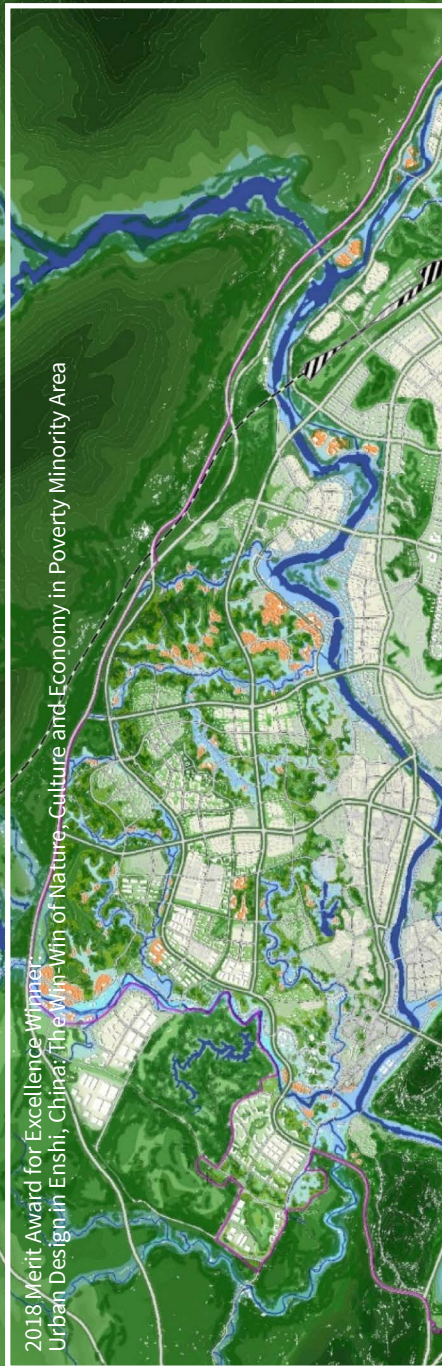 2018 Merit Award for Excellence Winner:
Urban Design in Enshi, China: The Win-Win of Nature, Culture and Economy in Poverty Minority Area